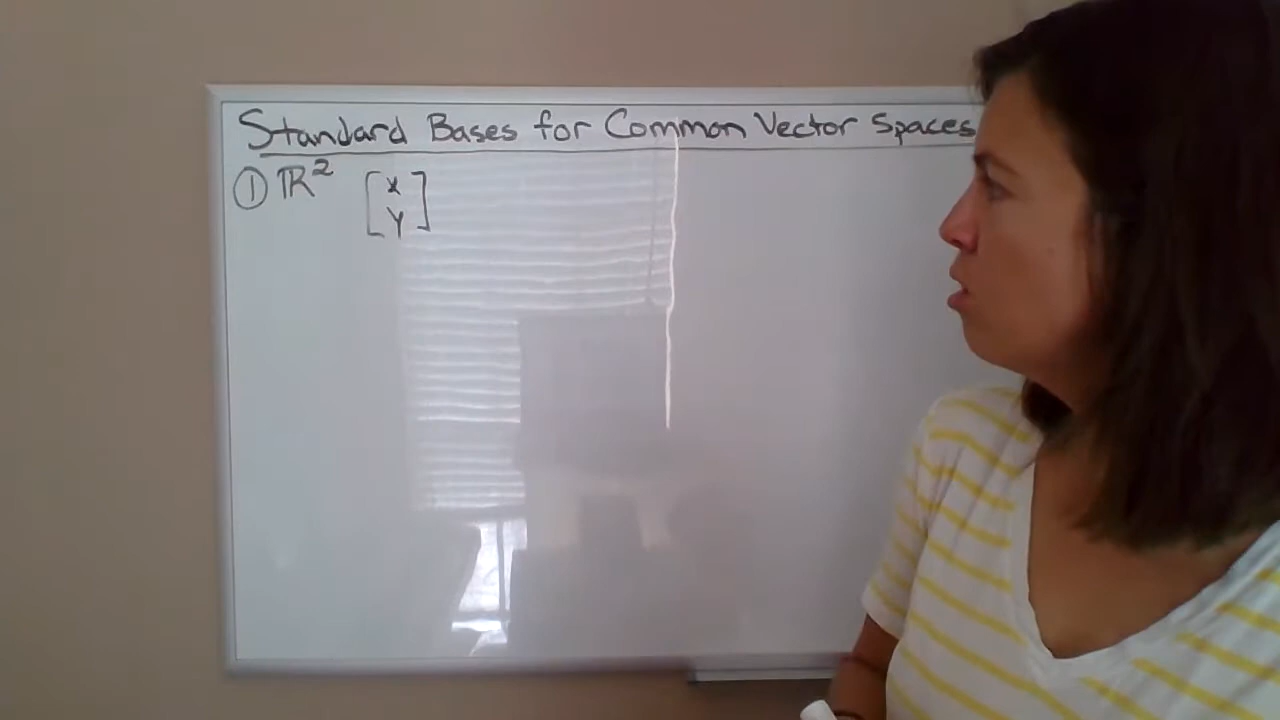 Standard Bases for Common Vector Spaces
① ℝ² [x
y]